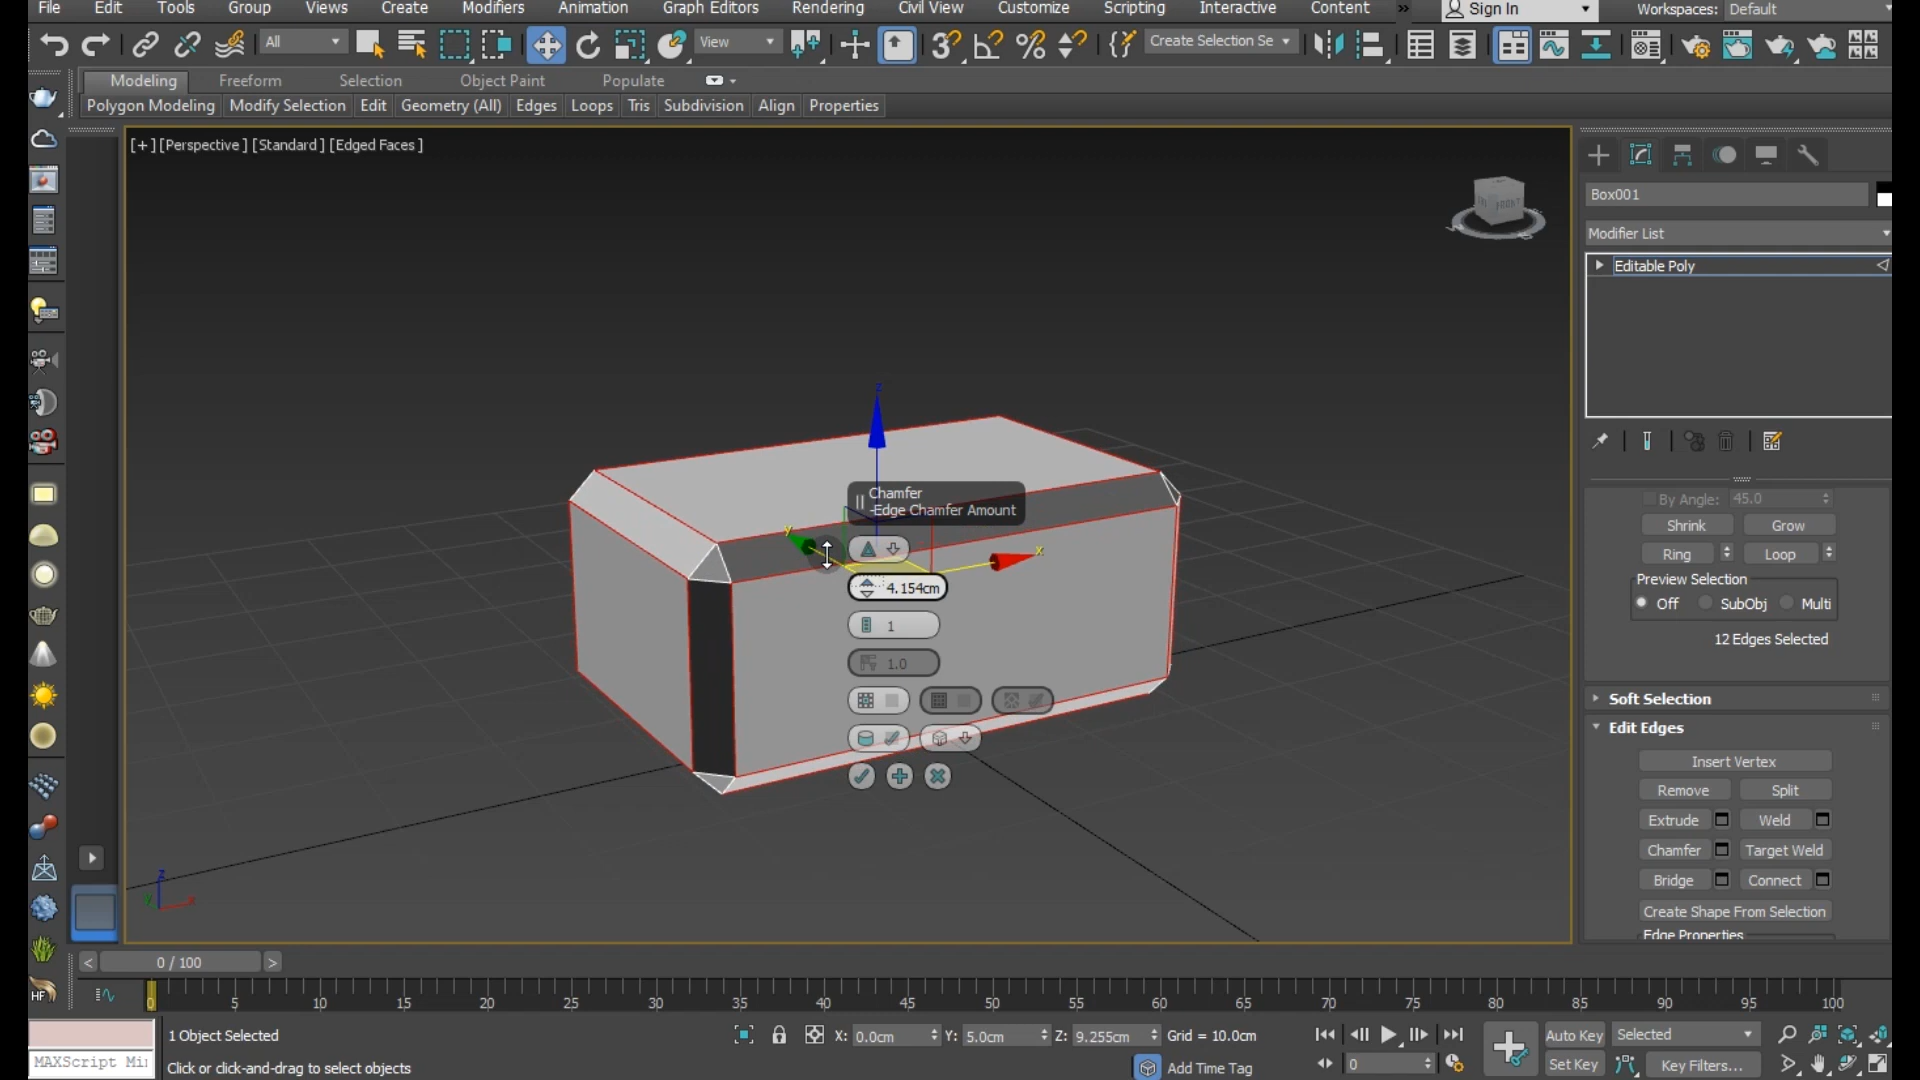 File Edit Tools Group Views Create Modifiers Animation Graph Editors Rendering Civil View Customize Scripting Interactive Content » Sign In Workspaces: Default
All View Create Selection Se
Modeling Freeform Selection Object Paint Populate
Polygon Modeling Modify Selection Edit Geometry (All) Edges Loops Tris Subdivision Align Properties
[+] [Perspective ] [Standard ] [Edged Faces ]
FRONT
Box001
Modifier List
Editable Poly
z
Chamfer
-Edge Chamfer Amount
y
x
4.154cm
1
1.0
By Angle: 45.0
Shrink Grow
Ring Loop
Preview Selection
Off SubObj Multi
12 Edges Selected
Soft Selection
Edit Edges
Insert Vertex
Remove Split
Extrude Weld
Chamfer Target Weld
Bridge Connect
Create Shape From Selection
Edge Properties
z
y x
< 0 / 100 >
0 5 10 15 20 25 30 35 40 45 50 55 60 65 70 75 80 85 90 95 100
1 Object Selected X: 0.0cm Y: 5.0cm Z: 9.255cm Grid = 10.0cm Auto Key Selected
MAXScript Mi Click or click-and-drag to select objects Add Time Tag 0 Set Key Key Filters...
HF